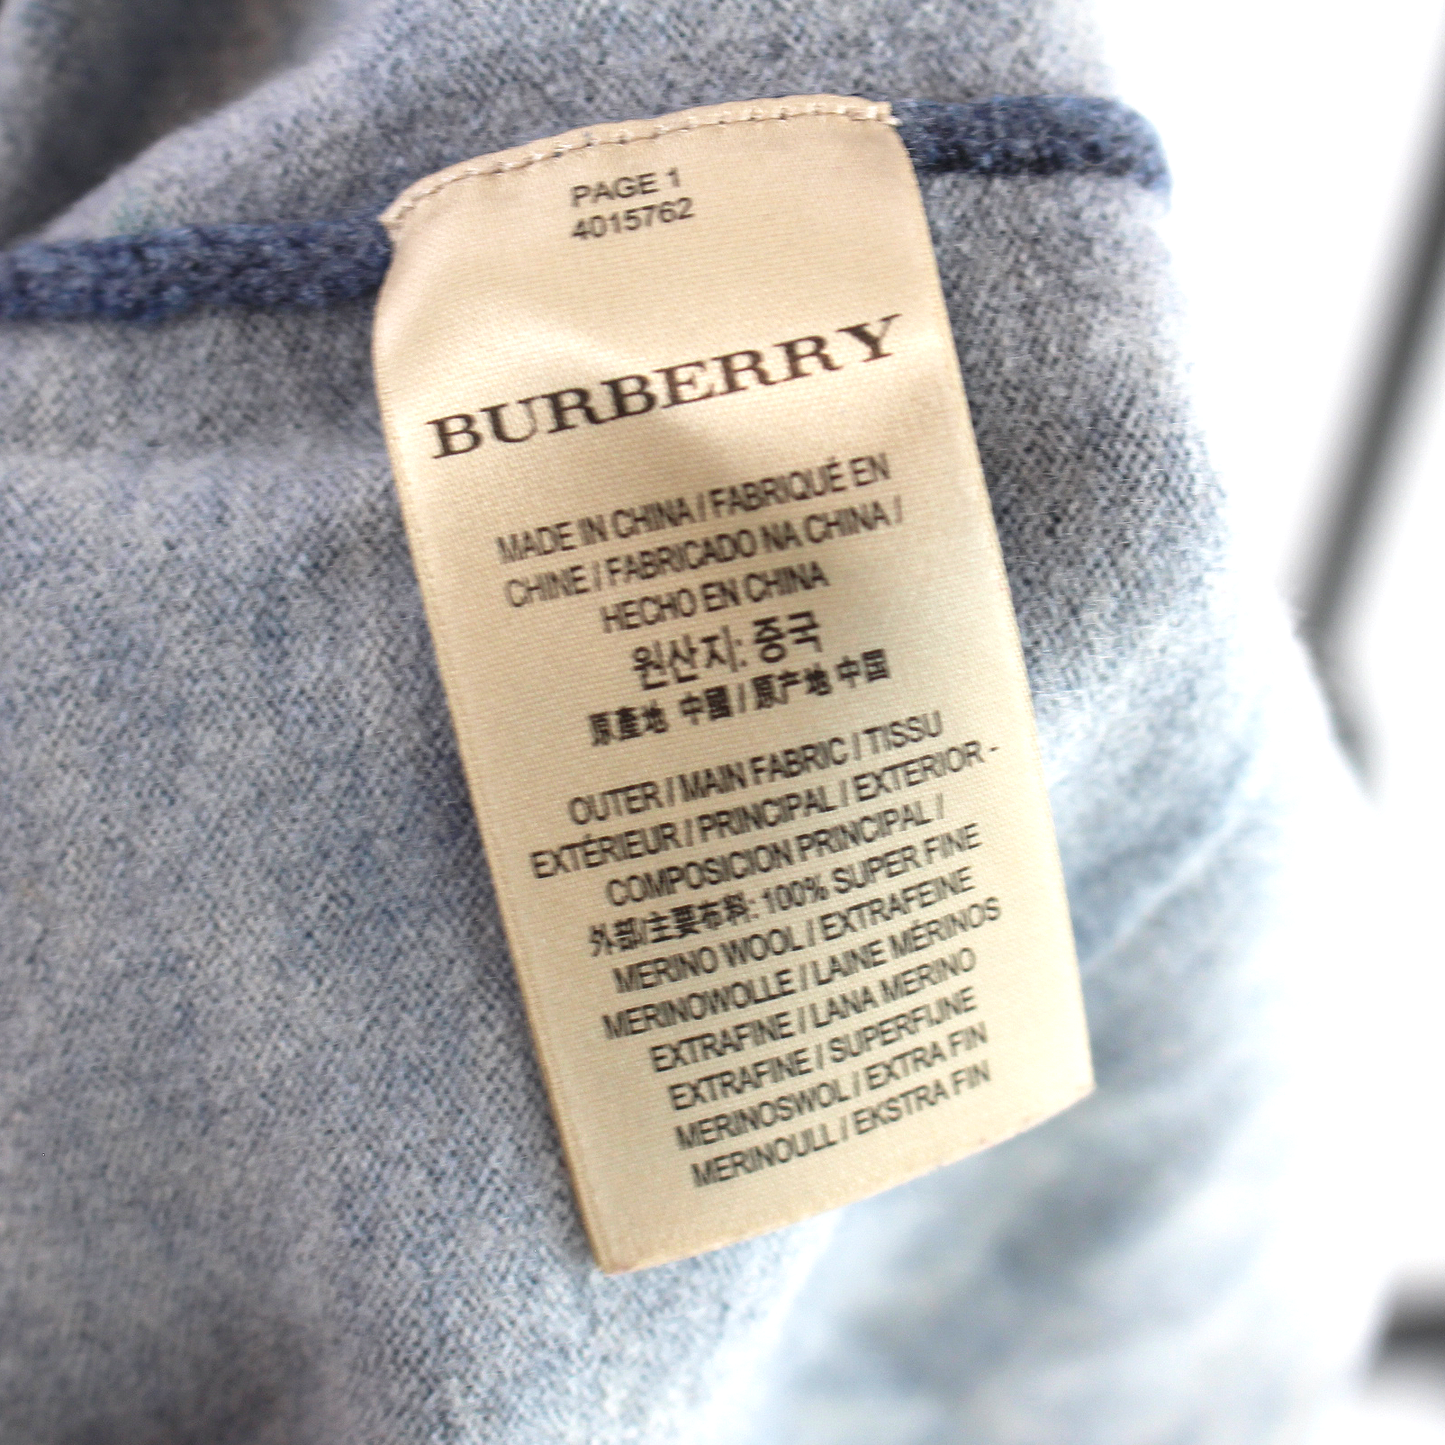 PAGE 1
4015762
BURBERRY
MADE IN CHINA / FABRIQUÉ EN
CHINE / FABRICADO NA CHINA /
HECHO EN CHINA
원산지: 중국
原產地 中國 / 原产地 中国
OUTER / MAIN FABRIC / TISSU
EXTÉRIEUR / PRINCIPAL / EXTERIOR -
COMPOSICION PRINCIPAL /
外部/主要布料: 100% SUPER FINE
MERINO WOOL / EXTRAFEINE
MERINOWOLLE / LAINE MÉRINOS
EXTRAFINE / LANA MERINO
EXTRAFINE / SUPERFIJNE
MERINOSWOL / EXTRA FIN
MERINOULL / EKSTRA FIN